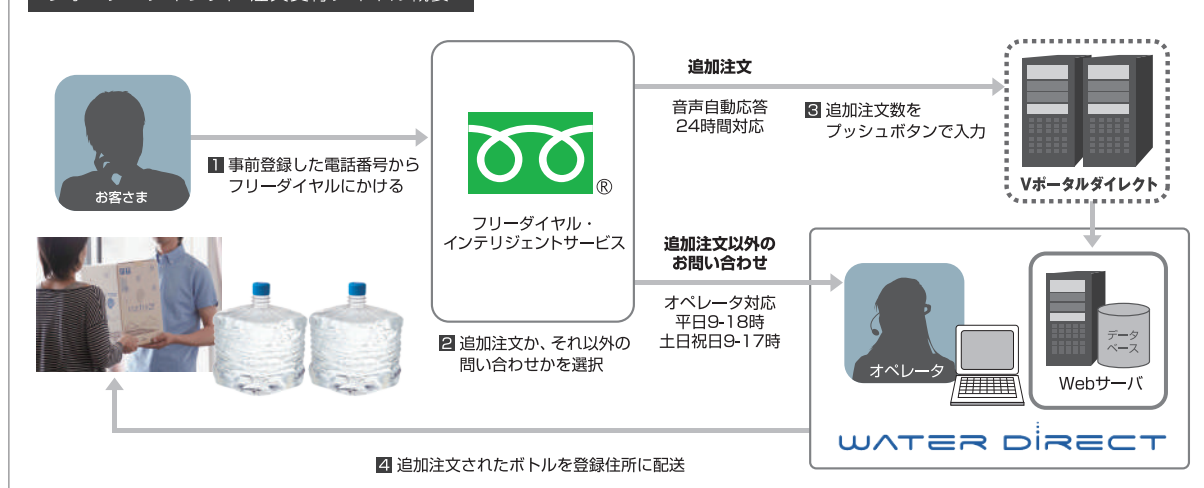 お客さま
1 事前登録した電話番号から
フリーダイヤルにかける
®
フリーダイヤル・
インテリジェントサービス
2 追加注文か、それ以外の
問い合わせかを選択
追加注文
音声自動応答
24時間対応
3 追加注文数を
プッシュボタンで入力
Vポータルダイレクト
追加注文以外の
お問い合わせ
オペレータ対応
平日9-18時
土日祝日9-17時
オペレータ
データ
ベース
Webサーバ
WATER DIRECT
4 追加注文されたボトルを登録住所に配送